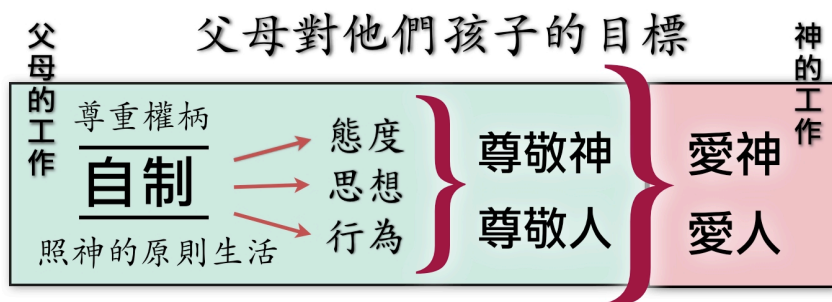 父母對他們孩子的目標
父母的工作
尊重權柄
自制
照神的原則生活
態度
思想
行為
尊敬神
尊敬人
愛神
愛人
神的工作